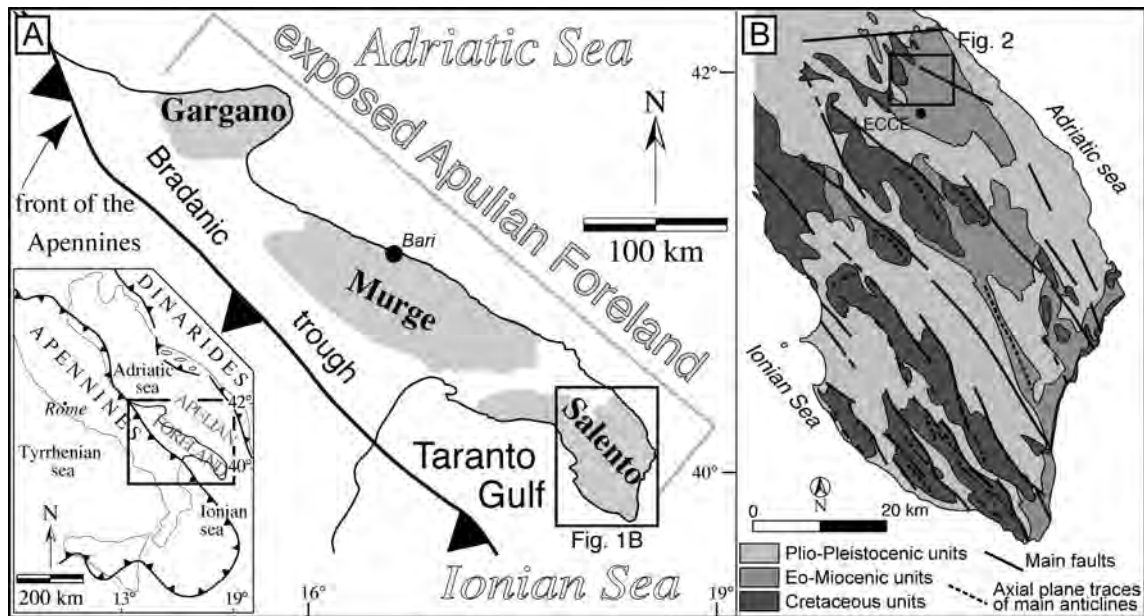 A
Adriatic Sea
exposed Apulian Foreland
42°
N
100 km
Gargano
Bradanic
trough
front of the
Apennines
Bari
Murge
Salento
Taranto
Gulf
40°
Fig. 1B
Ionian Sea
16°
19°
DINARIDES
APENNINES
Adriatic
sea
APULIAN
FORELAND
42°
40°
Rome
Tyrrhenian
sea
Ionian
sea
N
200 km
13°
19°
B
Fig. 2
LECCE
Adriatic sea
Ionian Sea
N
0
20 km
Plio-Pleistocenic units
Eo-Miocenic units
Cretaceous units
Main faults
Axial plane traces
of main anticlines